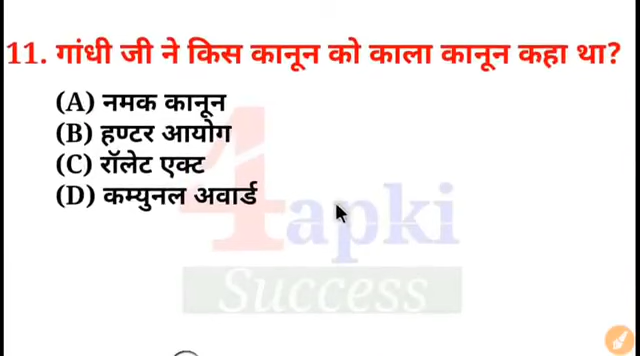 11. गांधी जी ने किस कानून को काला कानून कहा था?
(A) नमक कानून
(B) हण्टर आयोग
(C) रॉलेट एक्ट
(D) कम्युनल अवार्ड
4apki
Success